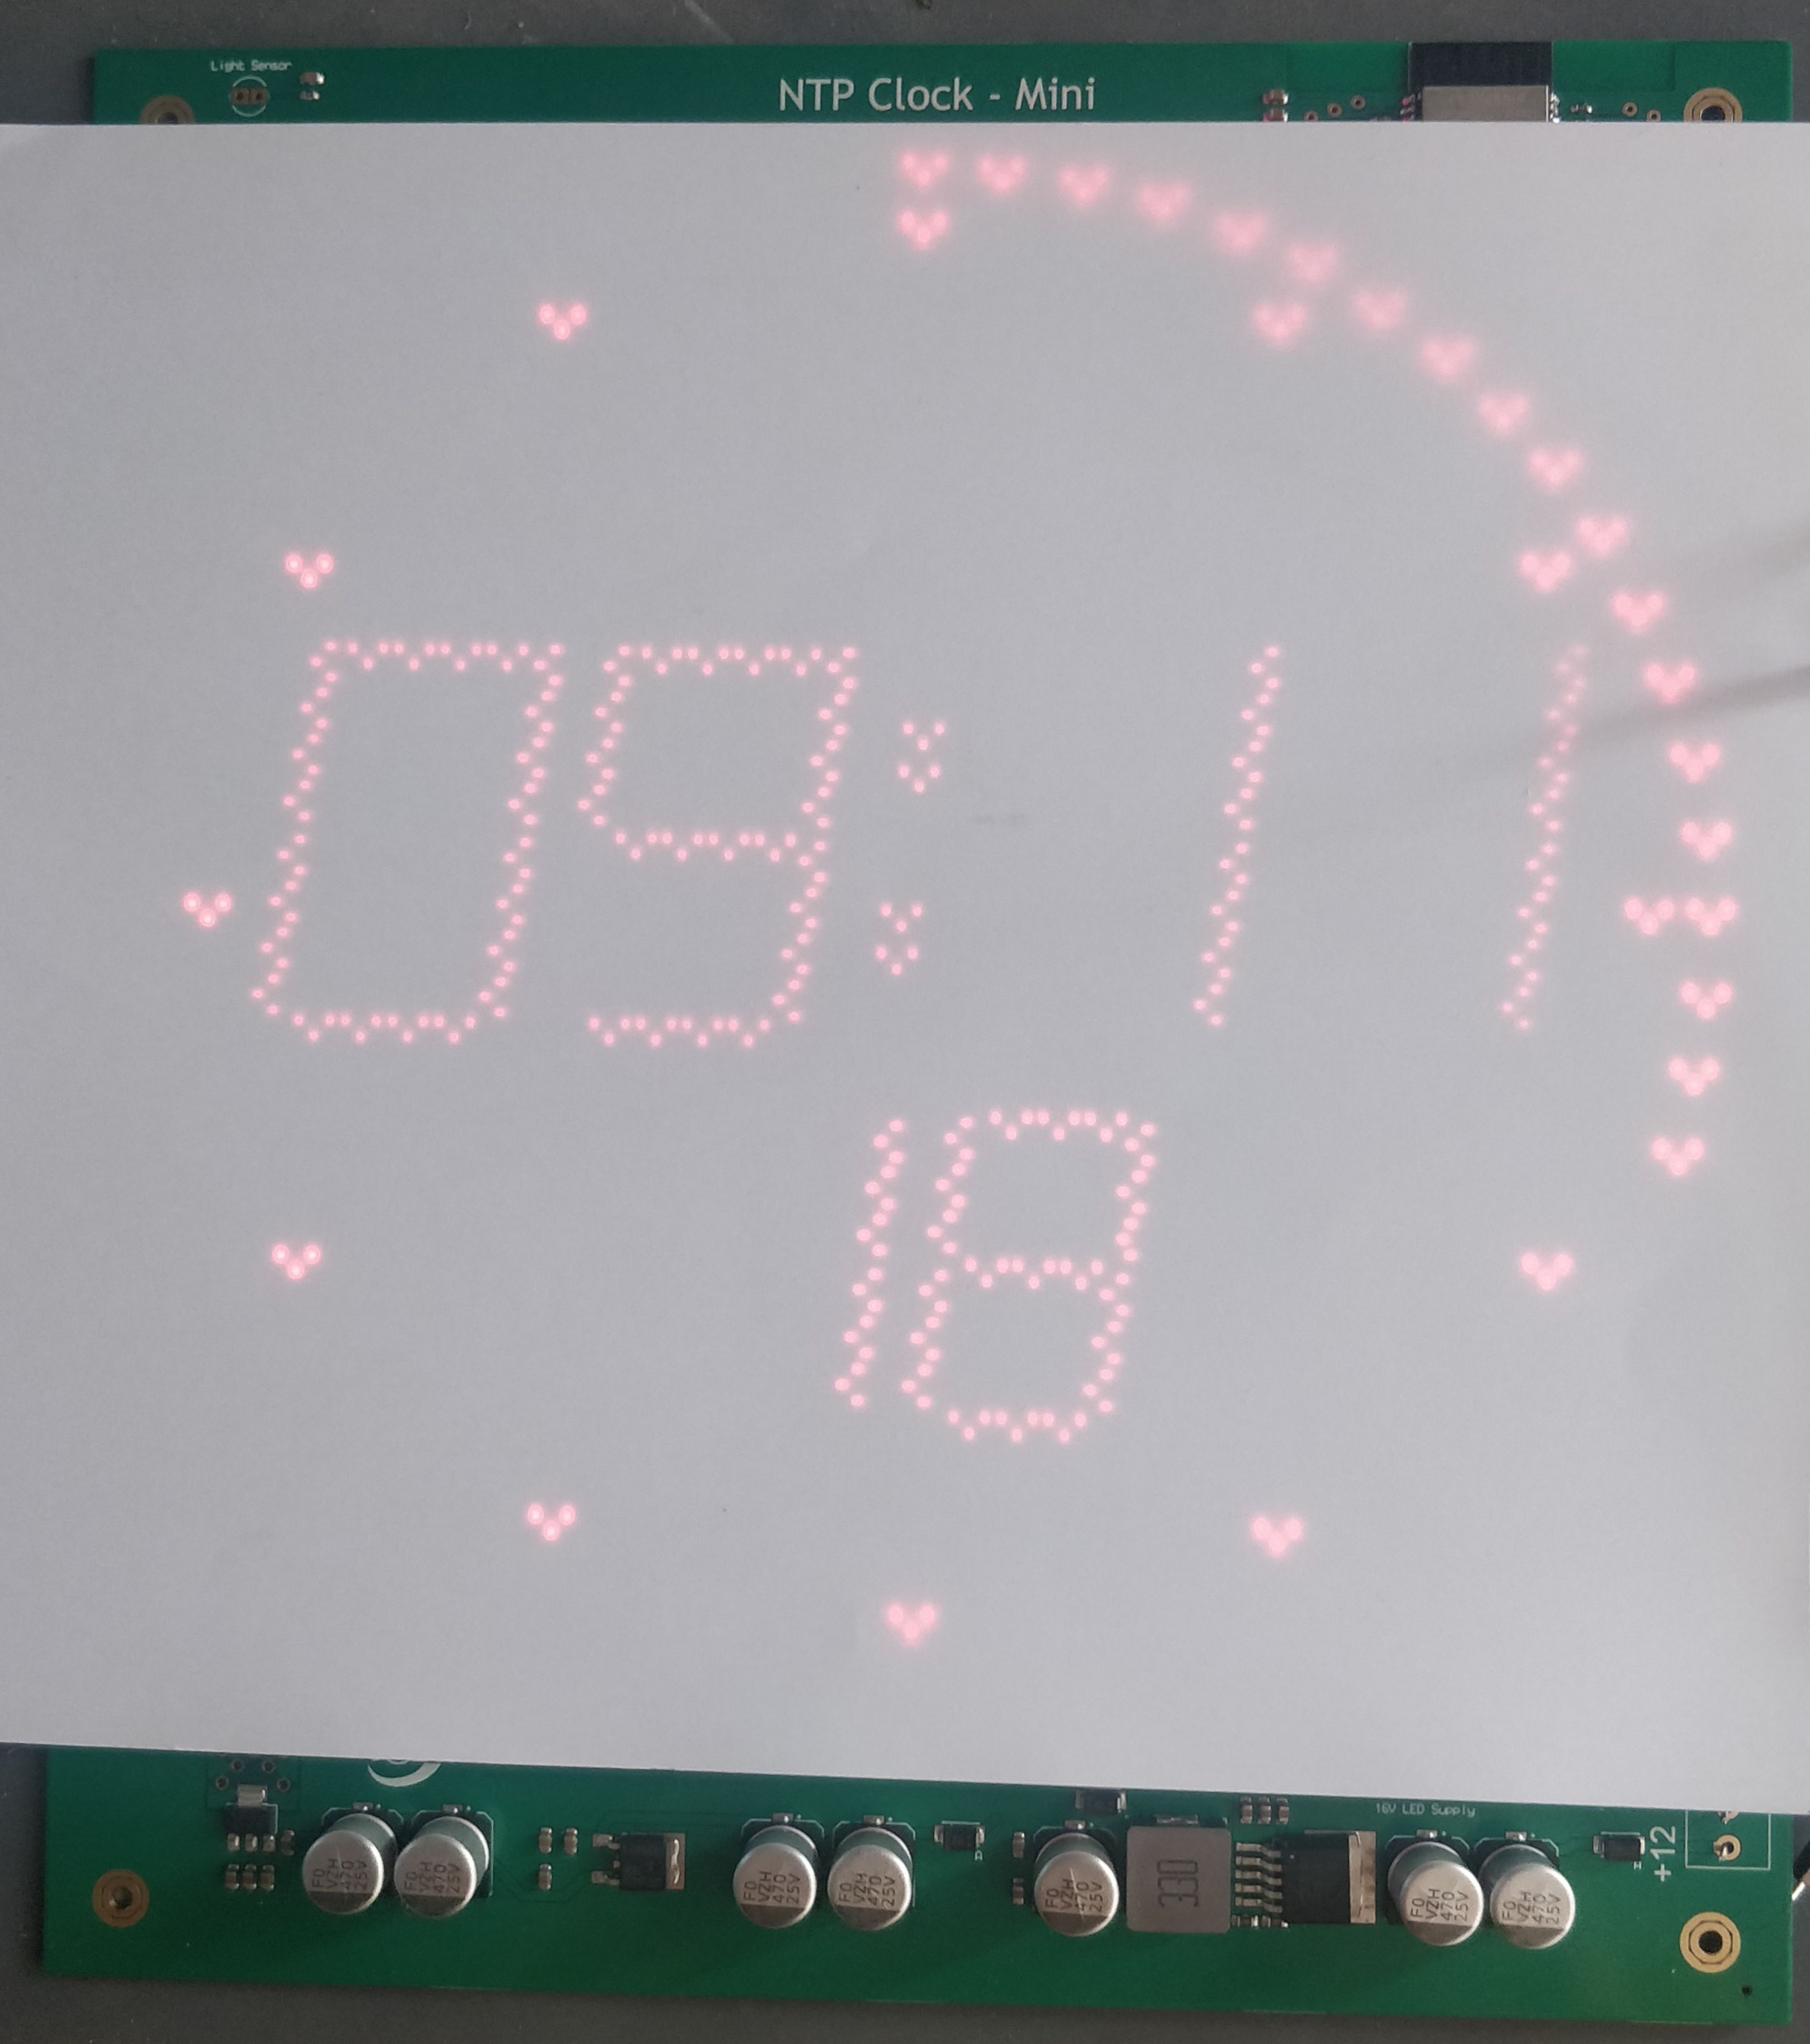 Light Sensor
NTP Clock - Mini
09:11
18
16V LED Supply
+12
FO
VZH
470
25V
FO
VZH
470
25V
FO
VZH
470
25V
FO
VZH
470
25V
FO
VZH
470
25V
330
FO
VZH
470
25V
FO
VZH
470
25V